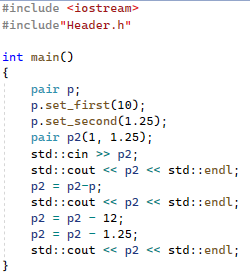 #include <iostream>
#include"Header.h"

int main()
{
    pair p;
    p.set_first(10);
    p.set_second(1.25);
    pair p2(1, 1.25);
    std::cin >> p2;
    std::cout << p2 << std::endl;
    p2 = p2-p;
    std::cout << p2 << std::endl;
    p2 = p2 - 12;
    p2 = p2 - 1.25;
    std::cout << p2 << std::endl;
}